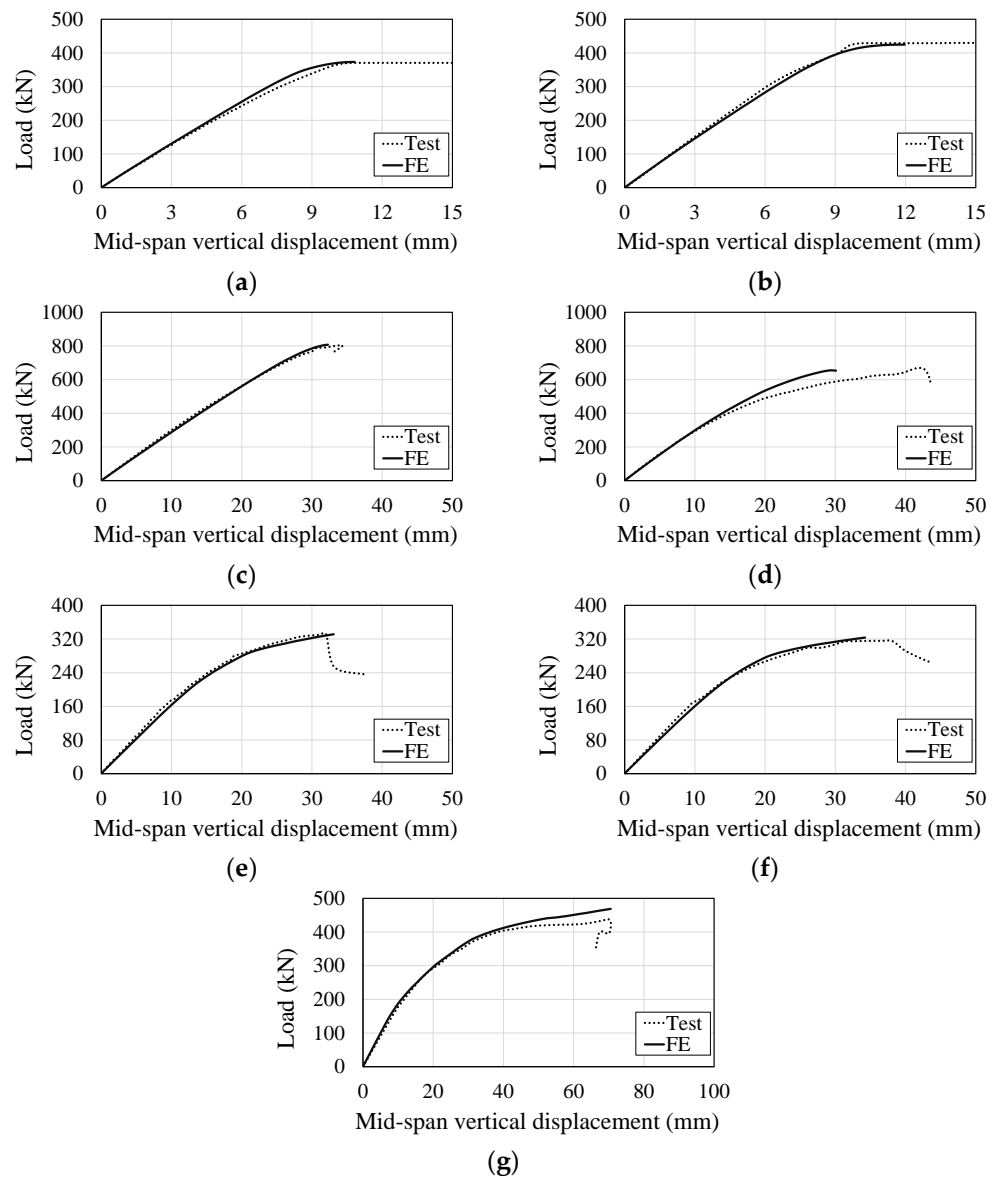 500
400
300
200
100
0
Load (kN)
Test
FE
0 3 6 9 12 15
Mid-span vertical displacement (mm)
(a)
500
400
300
200
100
0
Load (kN)
Test
FE
0 3 6 9 12 15
Mid-span vertical displacement (mm)
(b)
1000
800
600
400
200
0
Load (kN)
Test
FE
0 10 20 30 40 50
Mid-span vertical displacement (mm)
(c)
1000
800
600
400
200
0
Load (kN)
Test
FE
0 10 20 30 40 50
Mid-span vertical displacement (mm)
(d)
400
320
240
160
80
0
Load (kN)
Test
FE
0 10 20 30 40 50
Mid-span vertical displacement (mm)
(e)
400
320
240
160
80
0
Load (kN)
Test
FE
0 10 20 30 40 50
Mid-span vertical displacement (mm)
(f)
500
400
300
200
100
0
Load (kN)
Test
FE
0 20 40 60 80 100
Mid-span vertical displacement (mm)
(g)